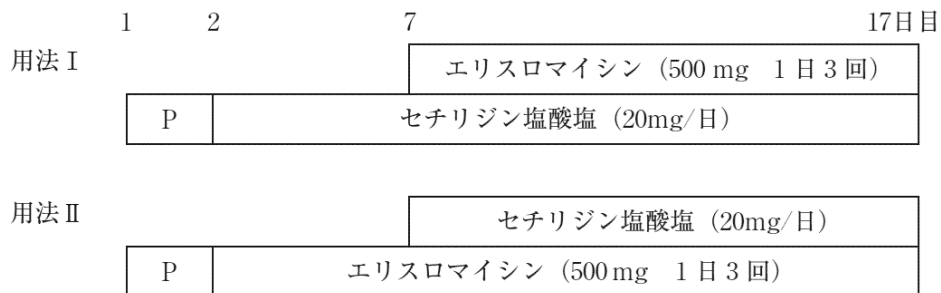 1 2 7 17日目
用法Ⅰ
エリスロマイシン (500 mg 1日3回)
P セチリジン塩酸塩 (20mg/日)
用法Ⅱ
セチリジン塩酸塩 (20mg/日)
P エリスロマイシン (500mg 1日3回)